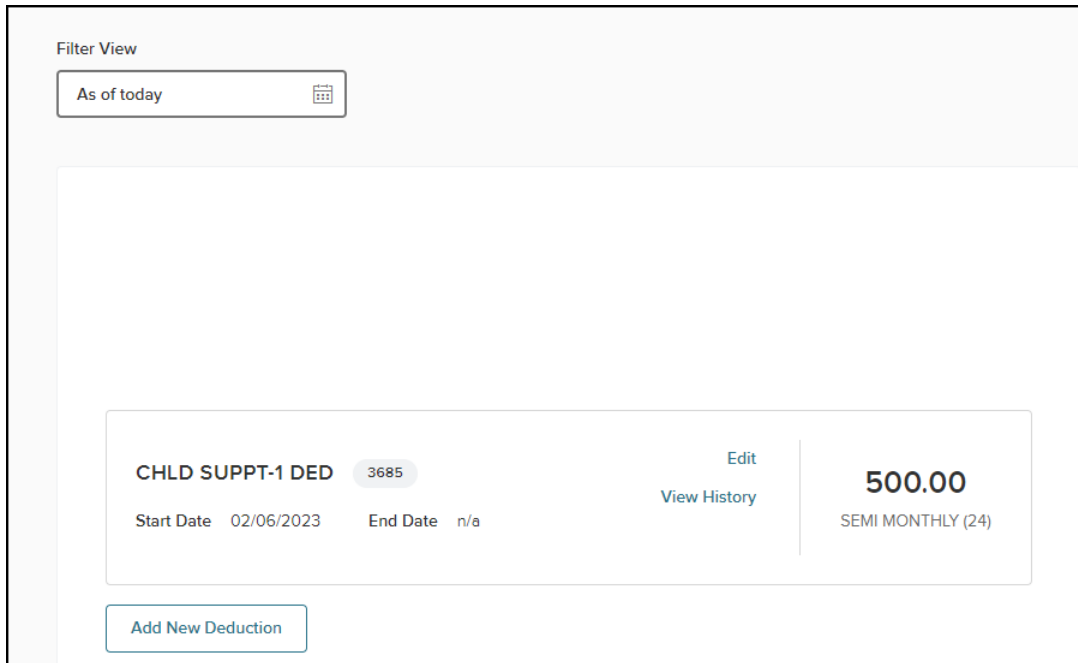 Filter View
As of today
CHLD SUPPT-1 DED 3685
Edit
View History
Start Date 02/06/2023 End Date n/a
500.00
SEMI MONTHLY (24)
Add New Deduction